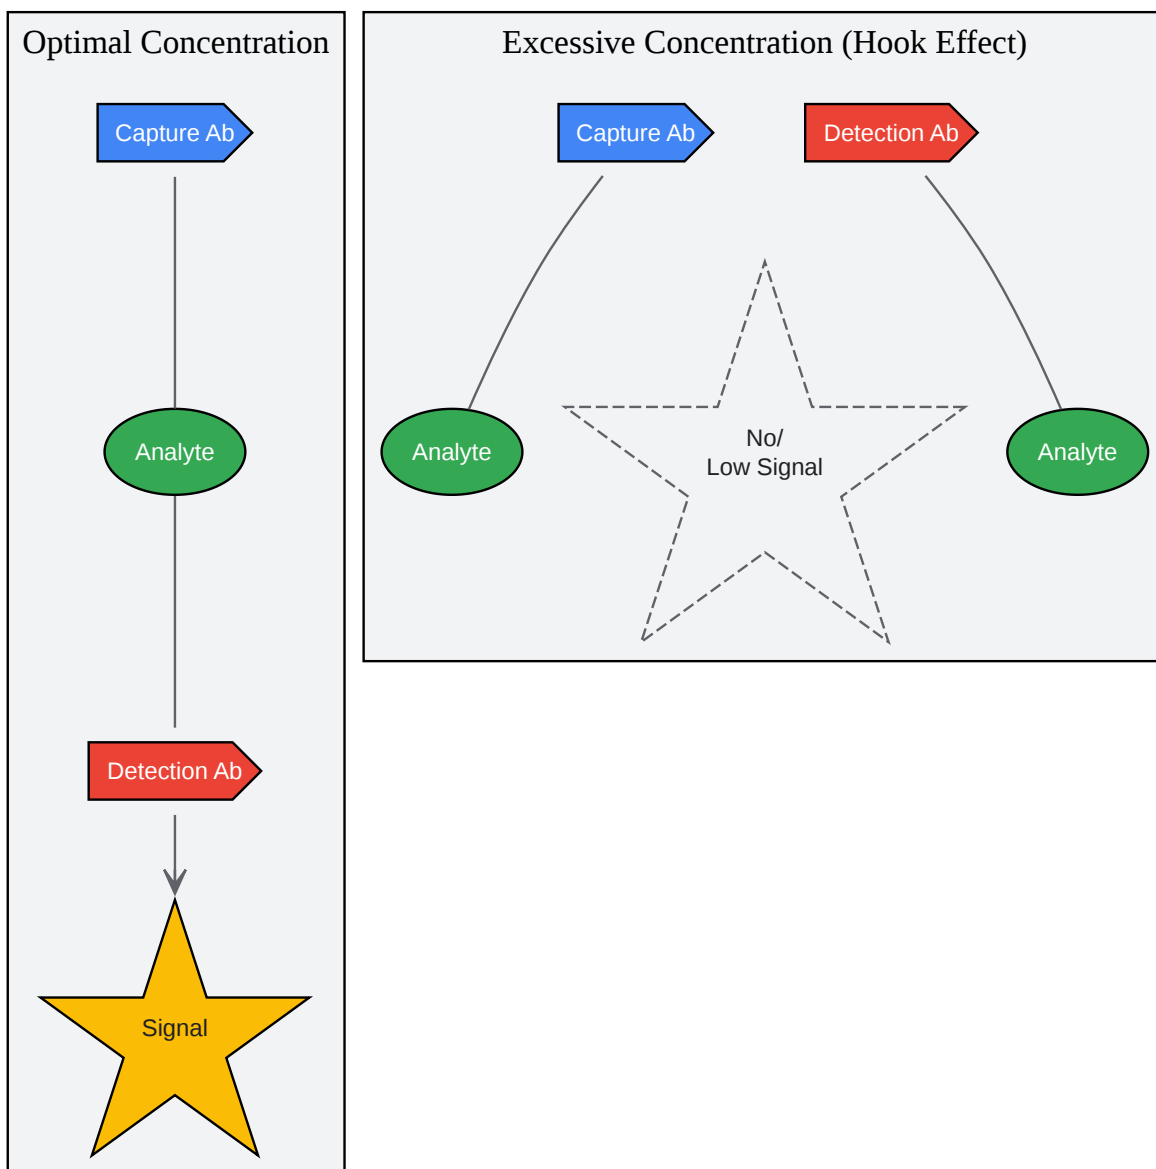 Optimal Concentration
Capture Ab
Analyte
Detection Ab
Signal
Excessive Concentration (Hook Effect)
Capture Ab
Detection Ab
Analyte
No/
Low Signal
Analyte